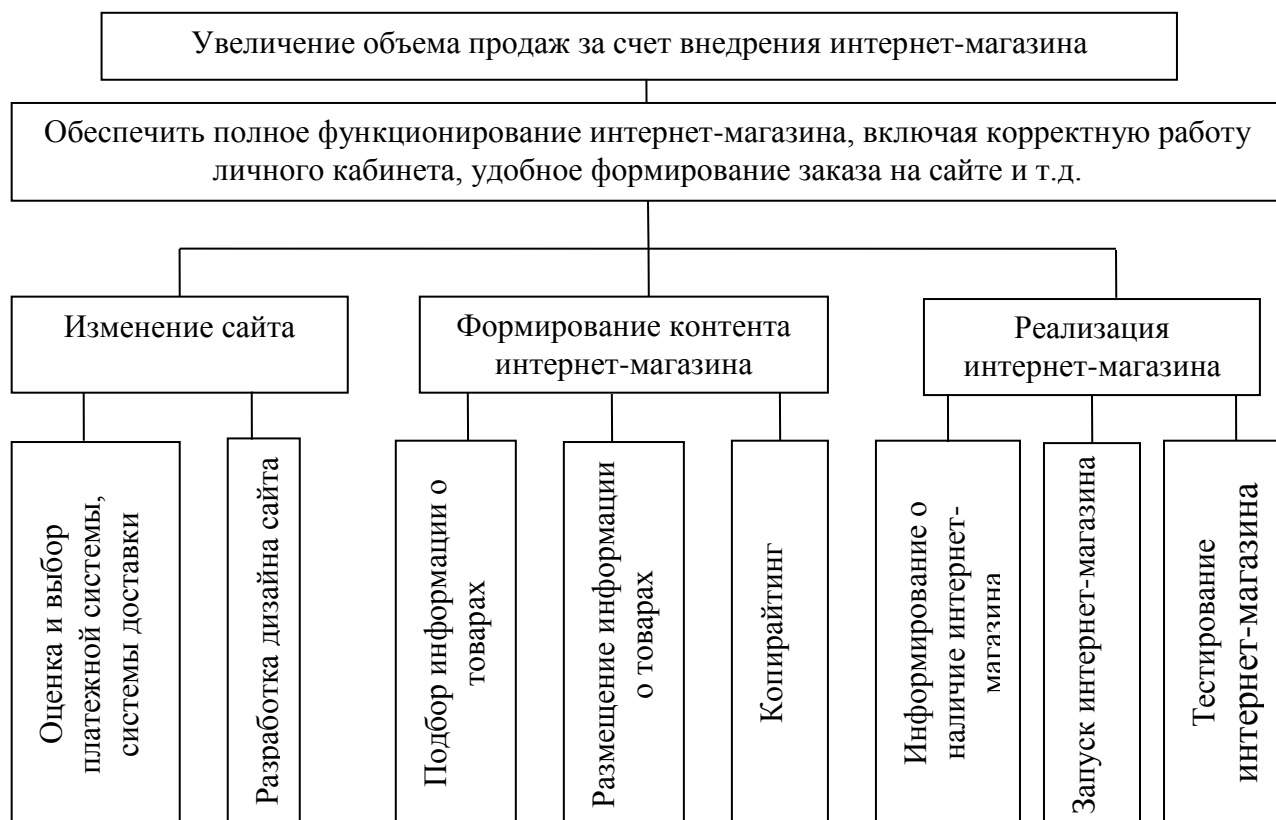 Увеличение объема продаж за счет внедрения интернет-магазина
Обеспечить полное функционирование интернет-магазина, включая корректную работу
личного кабинета, удобное формирование заказа на сайте и т.д.
Изменение сайта
Формирование контента
интернет-магазина
Реализация
интернет-магазина
Оценка и выбор
платежной системы,
системы доставки
Разработка дизайна сайта
Подбор информации о
товарах
Размещение информации
о товарах
Копирайтинг
Информирование о
наличие интернет-
магазина
Запуск интернет-магазина
Тестирование
интернет-магазина